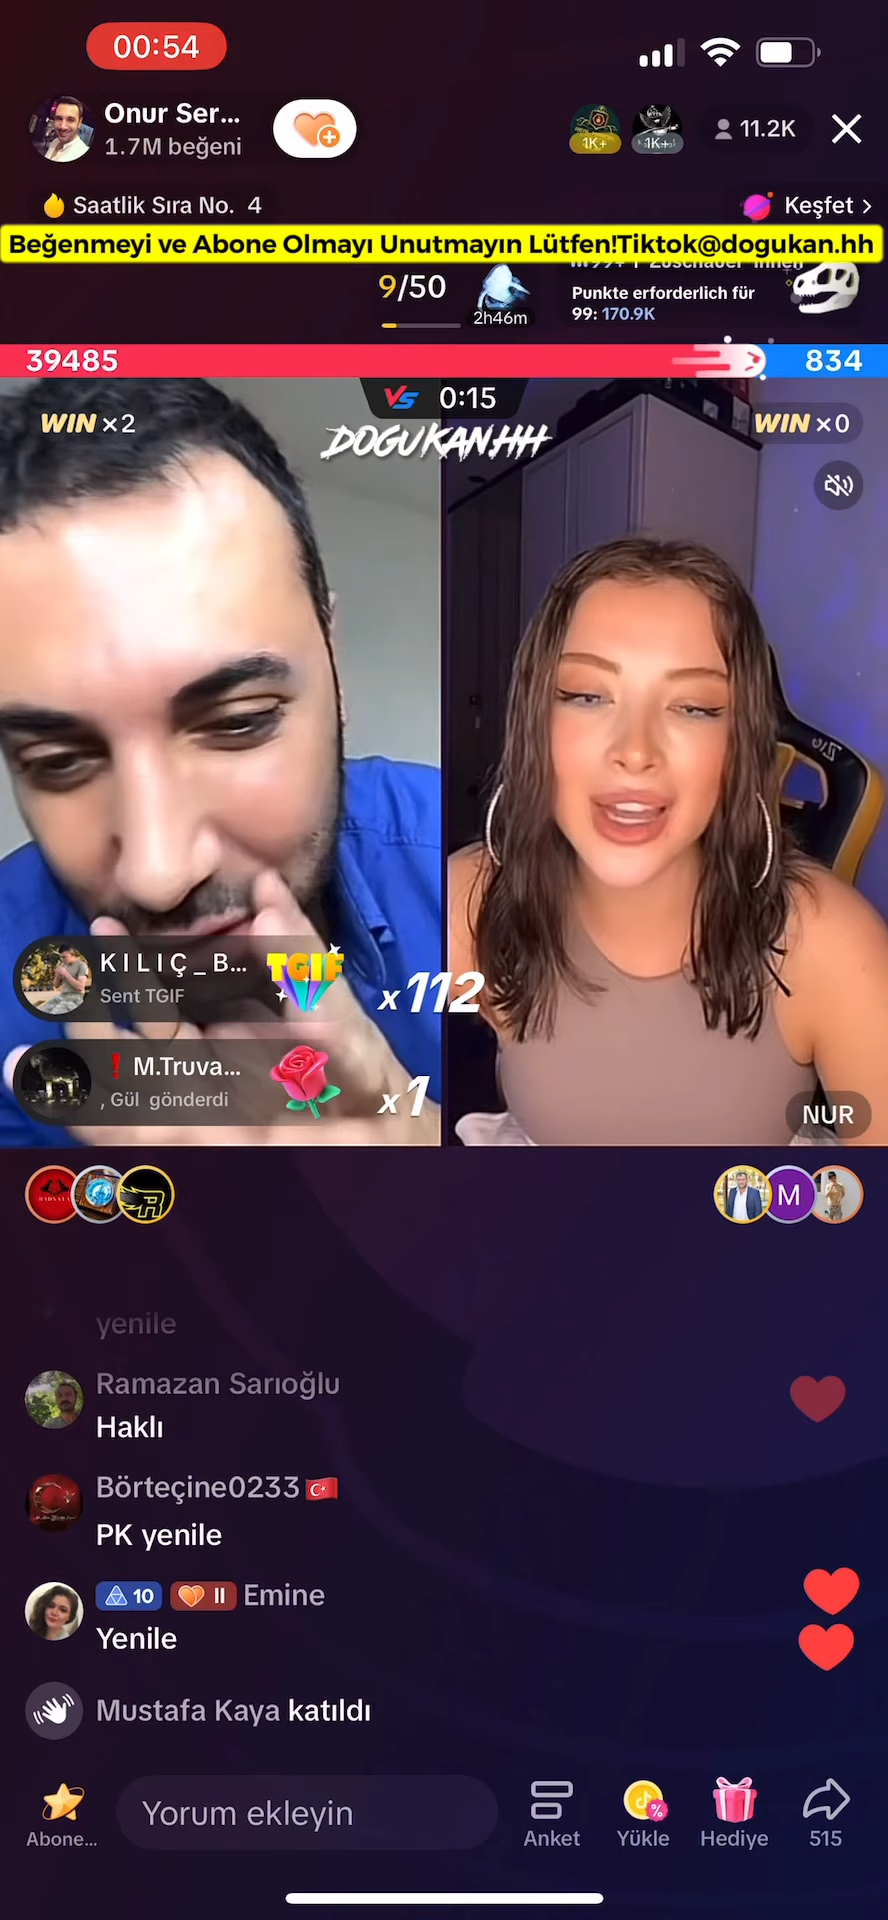 00:54
Onur Ser...
1.7M beğeni
1K+
1K+
11.2K
Saatlik Sıra No. 4
Keşfet >
Beğenmeyi ve Abone Olmayı Unutmayın Lütfen!Tiktok@dogukan.hh
9/50
2h46m
Punkte erforderlich für
99: 170.9K
39485
834
VS 0:15
WIN x2
WIN x0
DOGUKAN.HH
K I L I Ç _ B...
Sent TGIF
TGIF
x112
❗ M.Truva...
, Gül gönderdi
x1
NUR
R
M
yenile
Ramazan Sarıoğlu
Haklı
Börteçine0233🇹🇷
PK yenile
10 II Emine
Yenile
Mustafa Kaya katıldı
Abone...
Yorum ekleyin
Anket
Yükle
Hediye
515